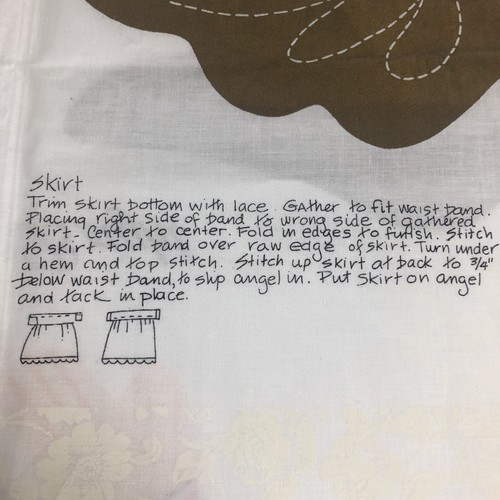 Skirt
Trim skirt bottom with lace. Gather to fit waist band.
Placing right side of band to wrong side of gathered
skirt - center to center. Fold in edges to finish. Stitch
to skirt. Fold band over raw edge of skirt. Turn under
a hem and top stitch. Stitch up skirt at back to 3/4"
below waist band, to slip angel in. Put skirt on angel
and tack in place.